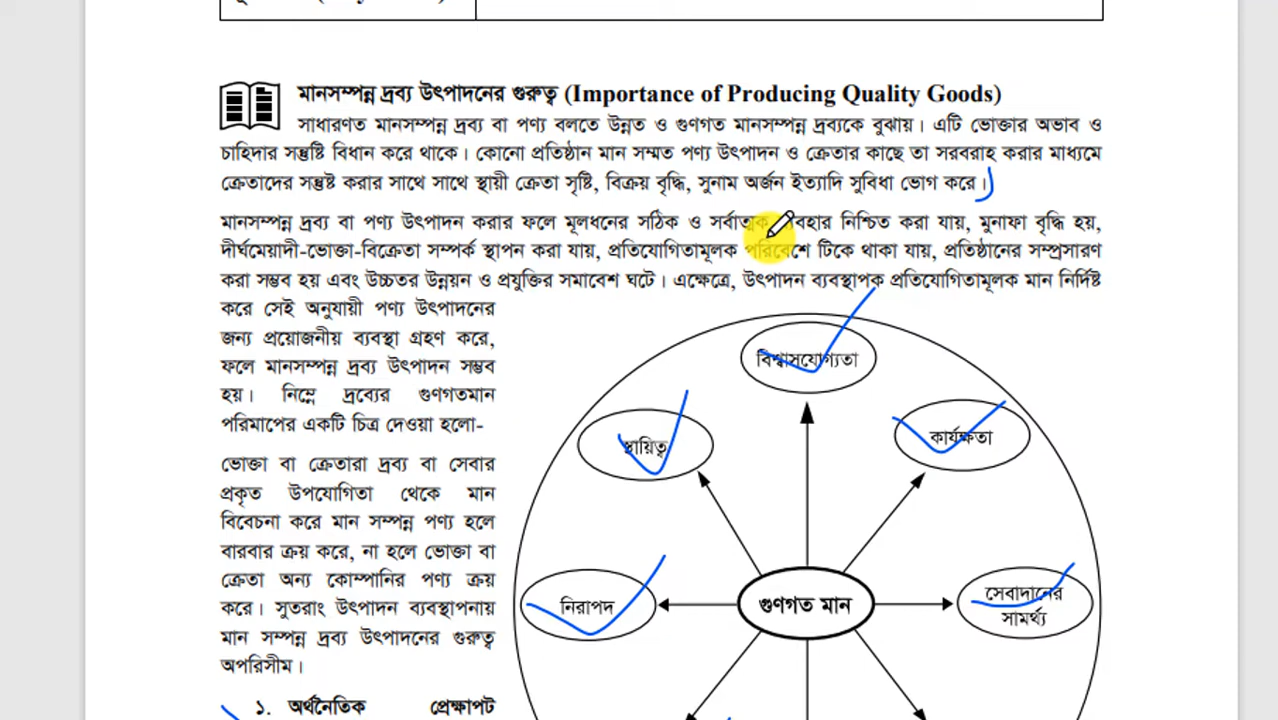 মানসম্পন্ন দ্রব্য উৎপাদনের গুরুত্ব (Importance of Producing Quality Goods)
সাধারণত মানসম্পন্ন দ্রব্য বা পণ্য বলতে উন্নত ও গুণগত মানসম্পন্ন দ্রব্যকে বুঝায়। এটি ভোক্তার অভাব ও
চাহিদার সন্তুষ্টি বিধান করে থাকে। কোনো প্রতিষ্ঠান মান সম্মত পণ্য উৎপাদন ও ক্রেতার কাছে তা সরবরাহ করার মাধ্যমে
ক্রেতাদের সন্তুষ্ট করার সাথে সাথে স্থায়ী ক্রেতা সৃষ্টি, বিক্রয় বৃদ্ধি, সুনাম অর্জন ইত্যাদি সুবিধা ভোগ করে।
মানসম্পন্ন দ্রব্য বা পণ্য উৎপাদন করার ফলে মূলধনের সঠিক ও সর্বাত্মক ব্যবহার নিশ্চিত করা যায়, মুনাফা বৃদ্ধি হয়,
দীর্ঘমেয়াদী-ভোক্তা-বিক্রেতা সম্পর্ক স্থাপন করা যায়, প্রতিযোগিতামূলক পরিবেশে টিকে থাকা যায়, প্রতিষ্ঠানের সম্প্রসারণ
করা সম্ভব হয় এবং উচ্চতর উন্নয়ন ও প্রযুক্তির সমাবেশ ঘটে। এক্ষেত্রে, উৎপাদন ব্যবস্থাপক প্রতিযোগিতামূলক মান নির্দিষ্ট
করে সেই অনুযায়ী পণ্য উৎপাদনের
জন্য প্রয়োজনীয় ব্যবস্থা গ্রহণ করে,
ফলে মানসম্পন্ন দ্রব্য উৎপাদন সম্ভব
হয়। নিম্নে দ্রব্যের গুণগতমান
পরিমাপের একটি চিত্র দেওয়া হলো-
ভোক্তা বা ক্রেতারা দ্রব্য বা সেবার
প্রকৃত উপযোগিতা থেকে মান
বিবেচনা করে মান সম্পন্ন পণ্য হলে
বারবার ক্রয় করে, না হলে ভোক্তা বা
ক্রেতা অন্য কোম্পানির পণ্য ক্রয়
করে। সুতরাং উৎপাদন ব্যবস্থাপনায়
মান সম্পন্ন দ্রব্য উৎপাদনের গুরুত্ব
অপরিসীম।
১. অর্থনৈতিক প্রেক্ষাপট
বিশ্বাসযোগ্যতা
স্থায়িত্ব
কার্যক্ষতা
নিরাপদ
গুণগত মান
সেবাদানের
সামর্থ্য